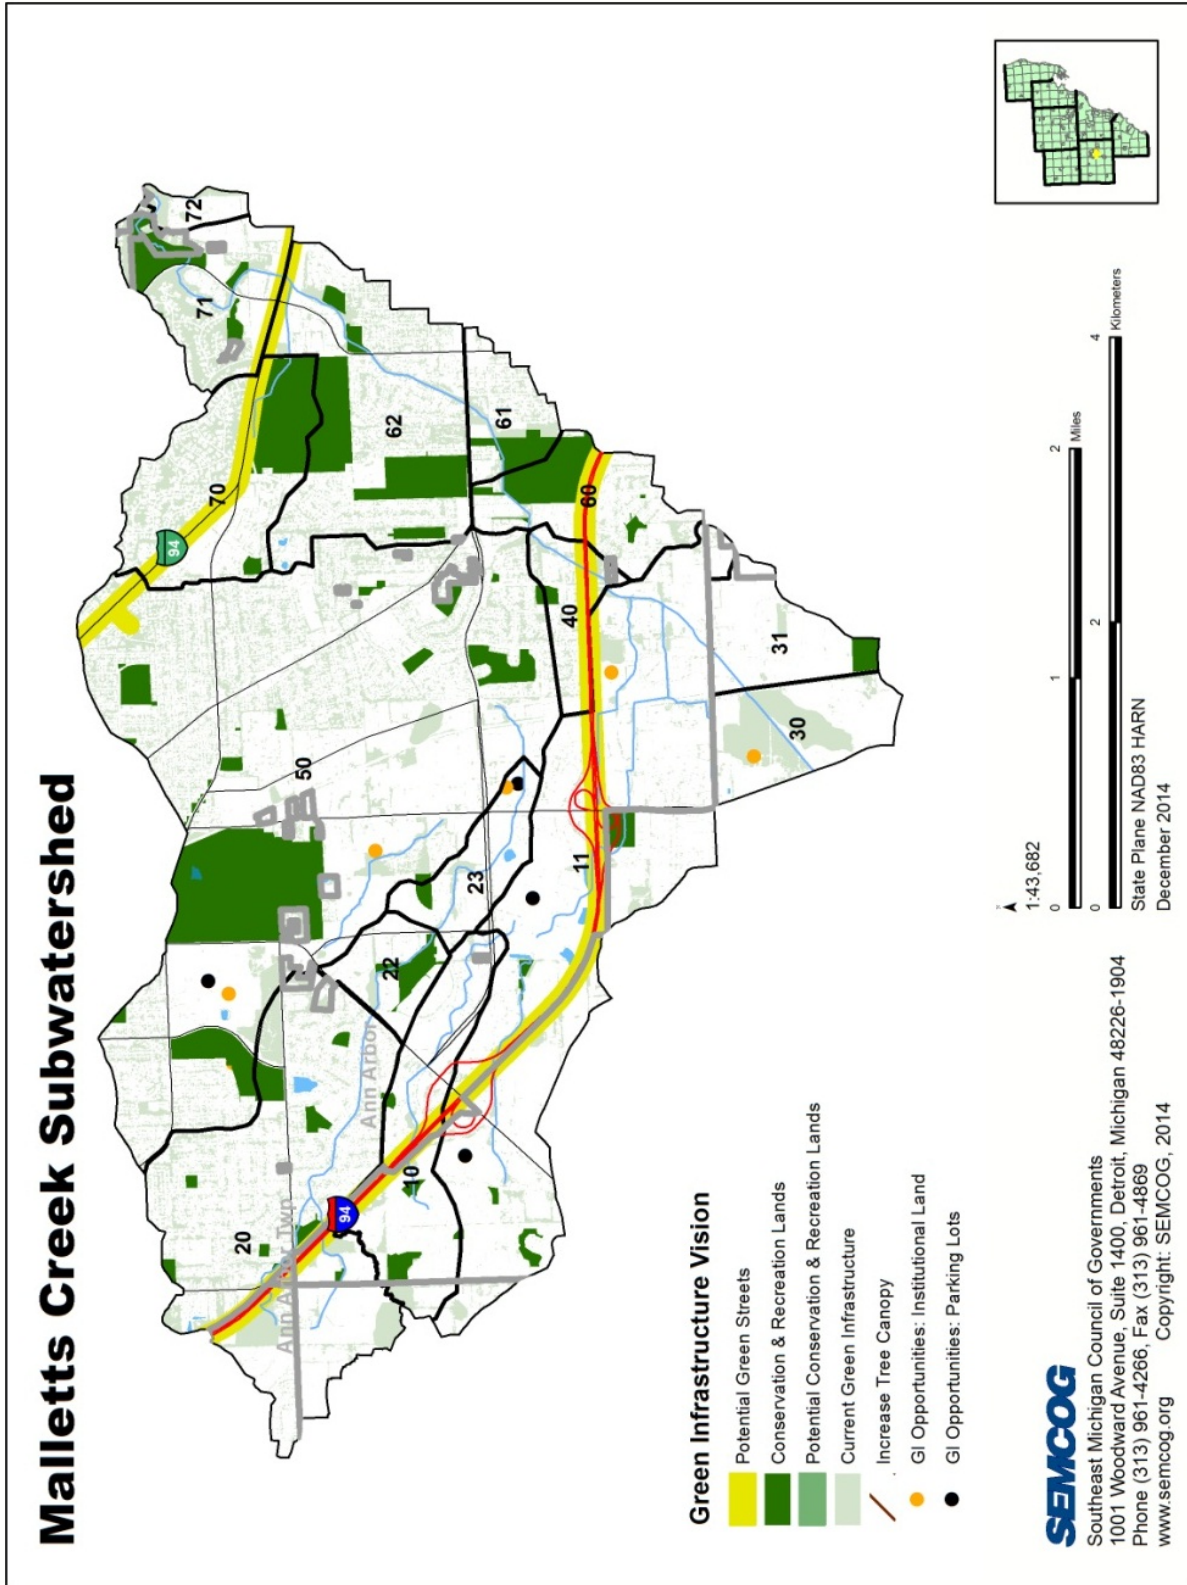 Malletts Creek Subwatershed
72
71
70
94
62
61
60
50
40
31
30
23
22
11
10
20
94
Ann Arbor
Ann Arbor Twp
Green Infrastructure Vision
Potential Green Streets
Conservation & Recreation Lands
Potential Conservation & Recreation Lands
Current Green Infrastructure
Increase Tree Canopy
GI Opportunities: Institutional Land
GI Opportunities: Parking Lots
1:43,682
0 1 2
Miles
0 2 4
Kilometers
State Plane NAD83 HARN
December 2014
SEMCOG
Southeast Michigan Council of Governments
1001 Woodward Avenue, Suite 1400, Detroit, Michigan 48226-1904
Phone (313) 961-4266, Fax (313) 961-4869
www.semcog.org Copyright: SEMCOG, 2014